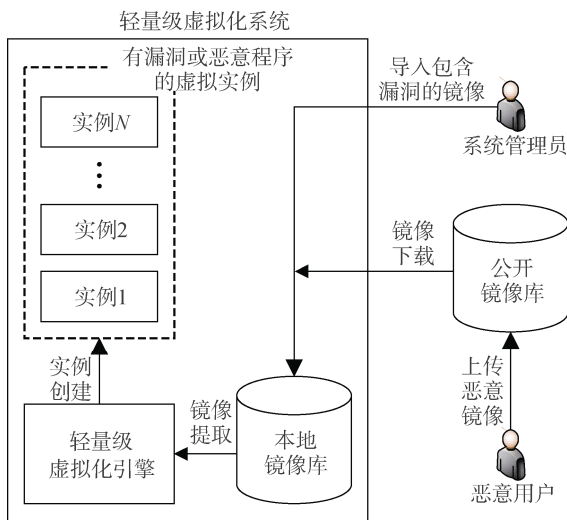 轻量级虚拟化系统
有漏洞或恶意程序
的虚拟实例
实例N
实例2
实例1
实例
创建
轻量级
虚拟化引擎
镜像
提取
本地
镜像库
导入包含
漏洞的镜像
系统管理员
镜像
下载
公开
镜像库
上传
恶意
镜像
恶意用户